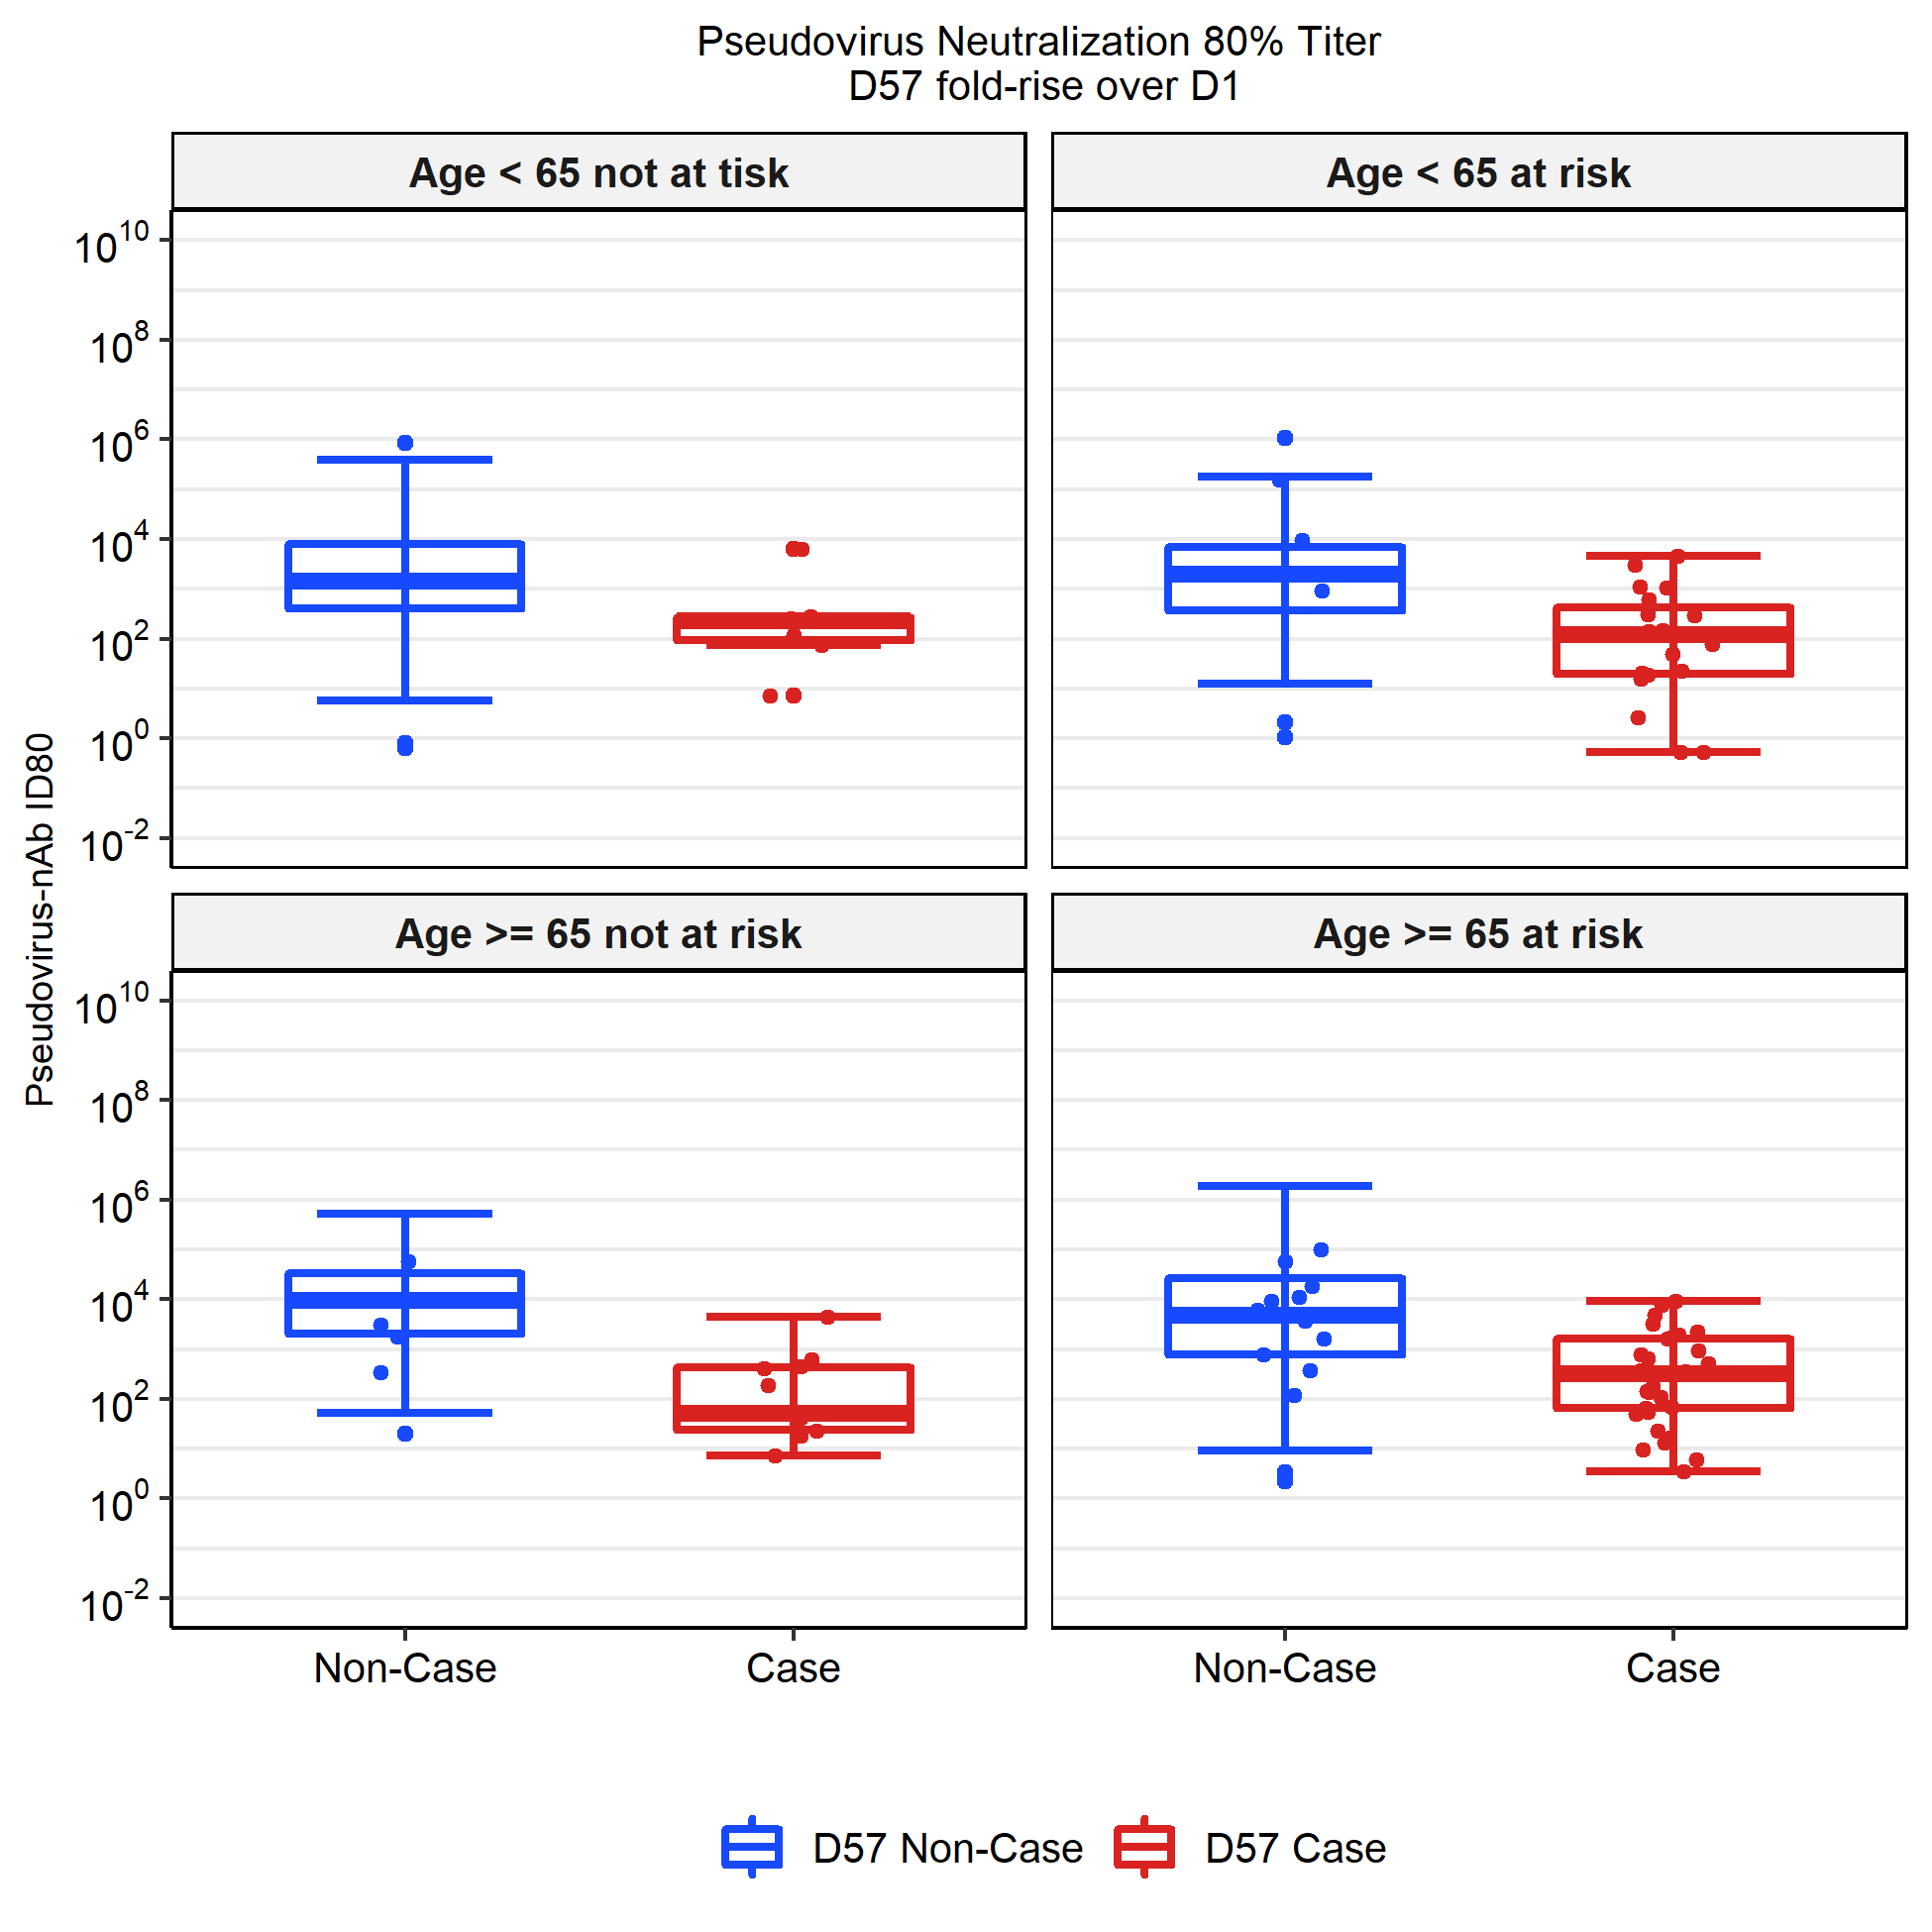 Pseudovirus Neutralization 80% Titer
D57 fold-rise over D1
Age < 65 not at tisk
Age < 65 at risk
10^10
10^8
10^6
10^4
10^2
10^0
10^-2
Pseudovirus-nAb ID80
Age >= 65 not at risk
Age >= 65 at risk
10^10
10^8
10^6
10^4
10^2
10^0
10^-2
Non-Case Case Non-Case Case
D57 Non-Case D57 Case